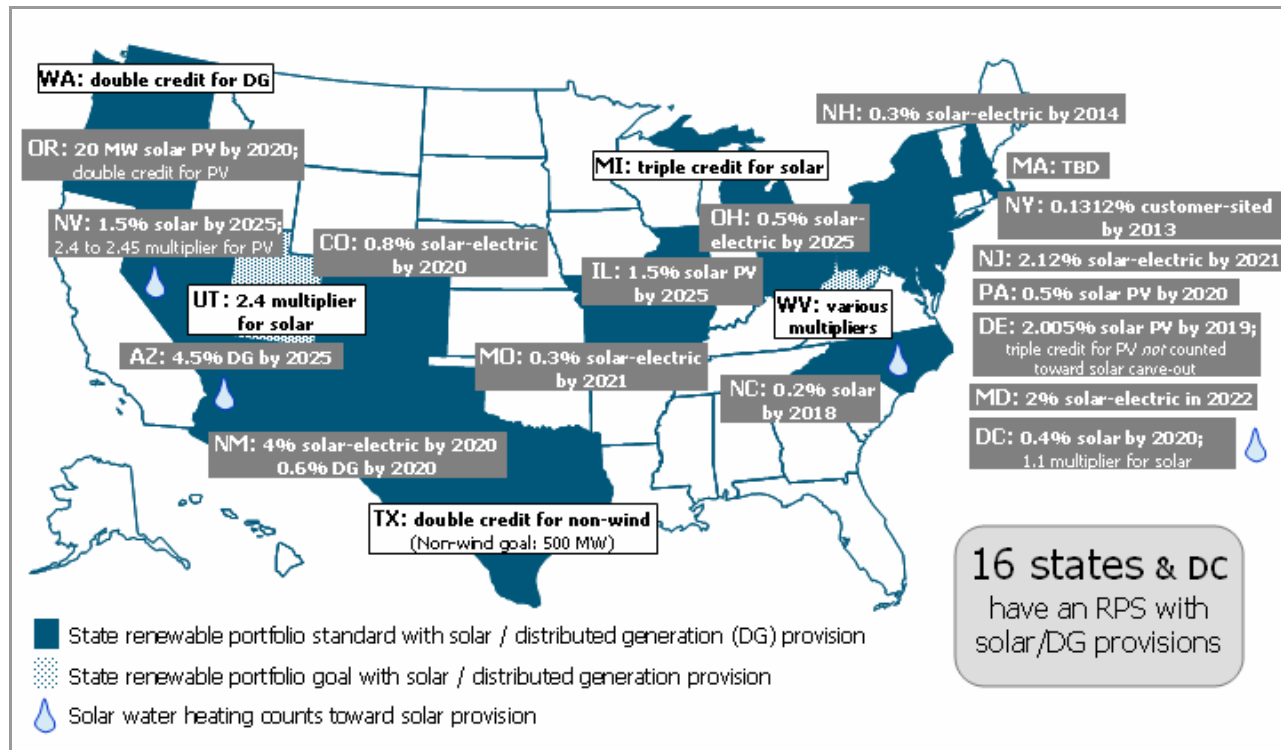 WA: double credit for DG
OR: 20 MW solar PV by 2020;
double credit for PV
NV: 1.5% solar by 2025;
2.4 to 2.45 multiplier for PV
UT: 2.4 multiplier
for solar
CO: 0.8% solar-electric
by 2020
AZ: 4.5% DG by 2025
NM: 4% solar-electric by 2020
0.6% DG by 2020
TX: double credit for non-wind
(Non-wind goal: 500 MW)
MI: triple credit for solar
OH: 0.5% solar-
electric by 2025
IL: 1.5% solar PV
by 2025
WV: various
multipliers
MO: 0.3% solar-electric
by 2021
NC: 0.2% solar
by 2018
NH: 0.3% solar-electric by 2014
MA: TBD
NY: 0.1312% customer-sited
by 2013
NJ: 2.12% solar-electric by 2021
PA: 0.5% solar PV by 2020
DE: 2.005% solar PV by 2019;
triple credit for PV not counted
toward solar carve-out
MD: 2% solar-electric in 2022
DC: 0.4% solar by 2020;
1.1 multiplier for solar
16 states & DC
have an RPS with
solar/DG provisions
State renewable portfolio standard with solar / distributed generation (DG) provision
State renewable portfolio goal with solar / distributed generation provision
Solar water heating counts toward solar provision